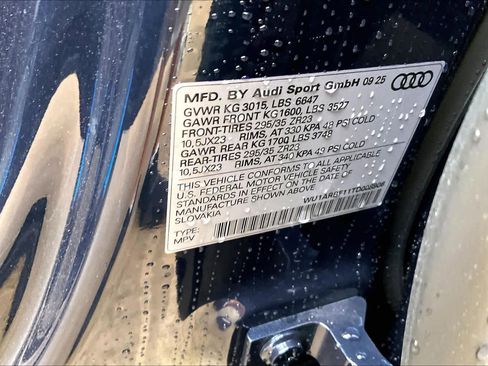 MFD. BY Audi Sport GmbH 09 25
GVWR KG 3015, LBS 6647
GAWR FRONT KG1600, LBS 3527
FRONT-TIRES 295/35 ZR23
10,5JX23 RIMS, AT 330 KPA 48 PSI COLD
GAWR REAR KG 1700 LBS 3748
REAR-TIRES 295/35 ZR23
10,5JX23 RIMS, AT 340 KPA 49 PSI COLD
THIS VEHICLE CONFORMS TO ALL APPLICABLE
U.S. FEDERAL MOTOR VEHICLE SAFETY
STANDARDS IN EFFECT ON THE DATE OF
MANUFACTURE SHOWN ABOVE
SLOVAKIA
TYPE:
MPV